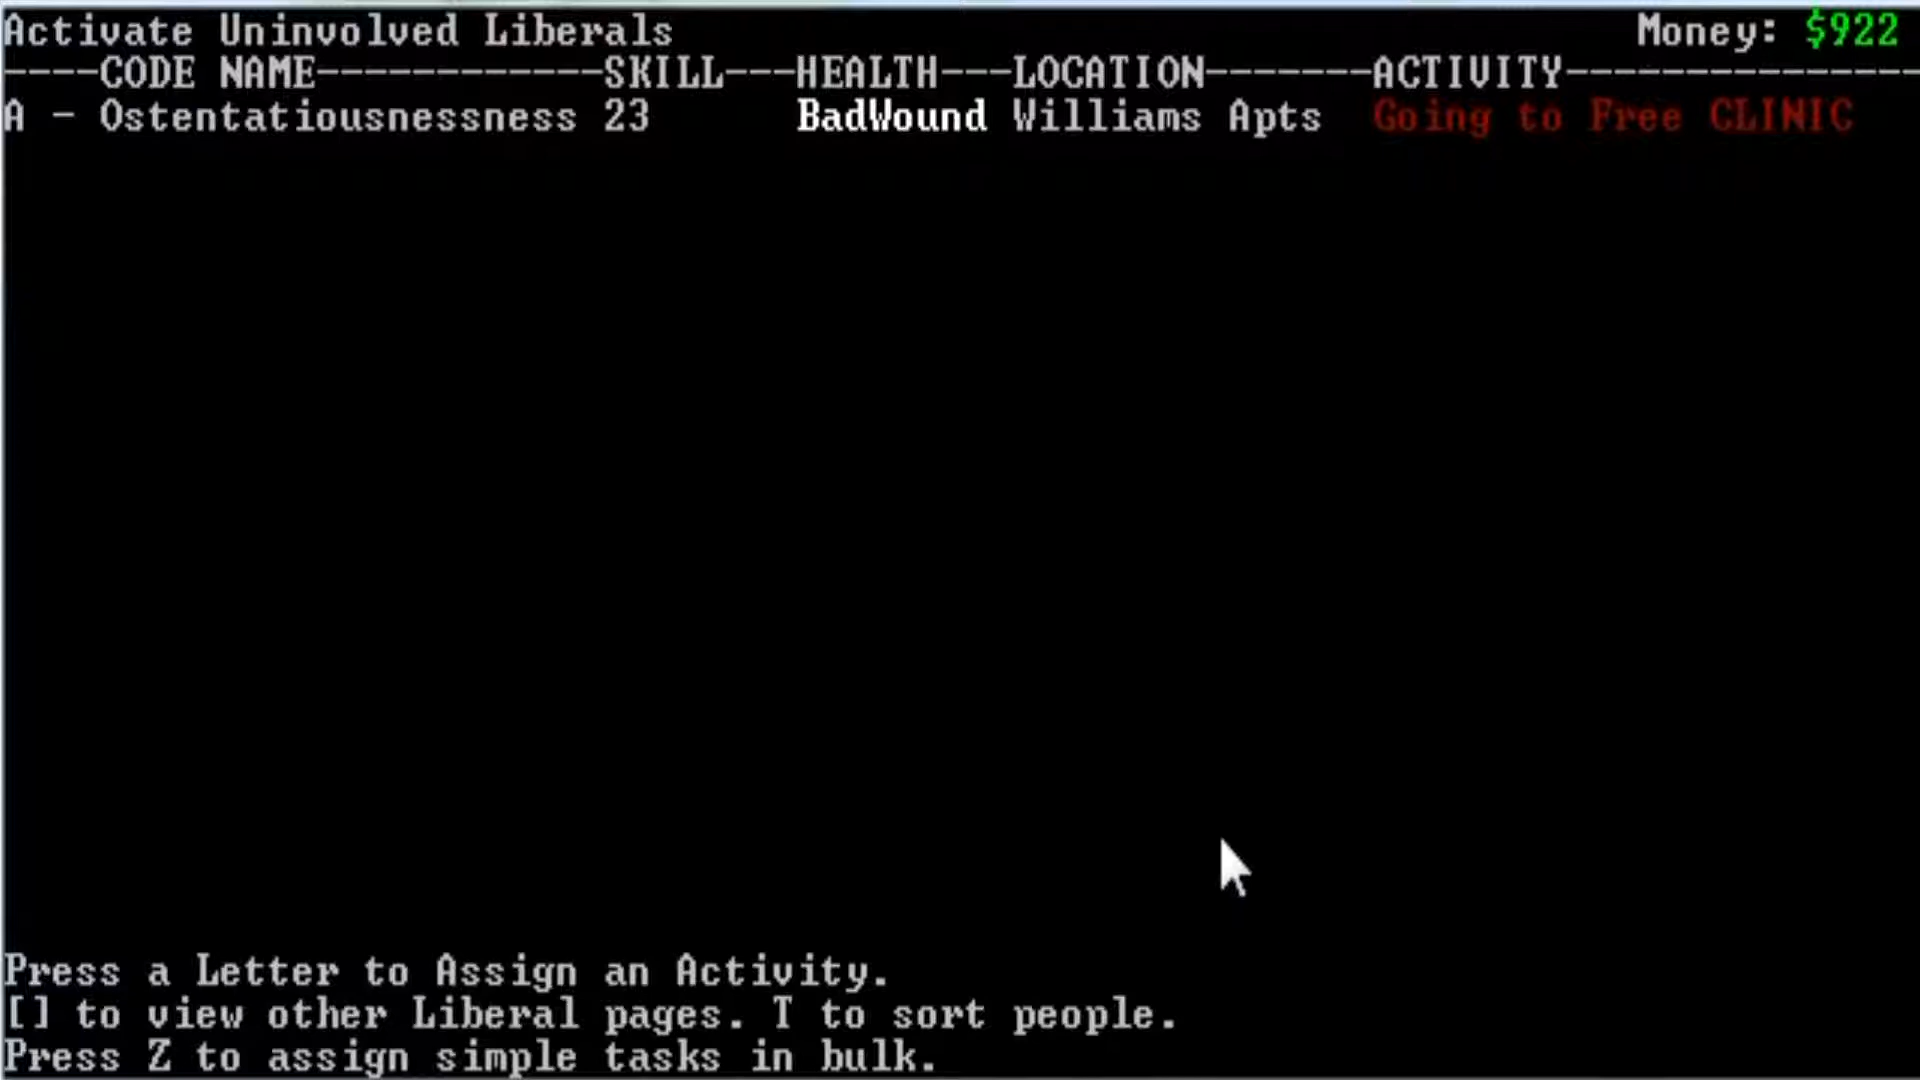 Activate Uninvolved Liberals Money: $922
----CODE NAME------------SKILL---HEALTH---LOCATION-------ACTIVITY---------------
A - Ostentatiousnessness 23 BadWound Williams Apts Going to Free CLINIC
Press a Letter to Assign an Activity.
[] to view other Liberal pages. T to sort people.
Press Z to assign simple tasks in bulk.